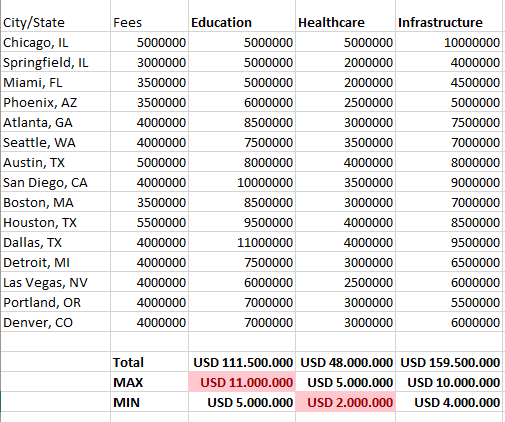 City/State Fees Education Healthcare Infrastructure
Chicago, IL 5000000 5000000 5000000 10000000
Springfield, IL 3000000 5000000 2000000 4000000
Miami, FL 3500000 5000000 2000000 4500000
Phoenix, AZ 3500000 6000000 2500000 5000000
Atlanta, GA 4000000 8500000 3000000 7500000
Seattle, WA 4000000 7500000 3500000 7000000
Austin, TX 5000000 8000000 4000000 8000000
San Diego, CA 4000000 10000000 3500000 9000000
Boston, MA 3500000 8500000 3000000 7000000
Houston, TX 5500000 9500000 4000000 8500000
Dallas, TX 4000000 11000000 4000000 9500000
Detroit, MI 4000000 7500000 3000000 6500000
Las Vegas, NV 4000000 6000000 2500000 6000000
Portland, OR 4000000 7000000 3000000 5500000
Denver, CO 4000000 7000000 3000000 6000000
Total USD 111.500.000 USD 48.000.000 USD 159.500.000
MAX USD 11.000.000 USD 5.000.000 USD 10.000.000
MIN USD 5.000.000 USD 2.000.000 USD 4.000.000